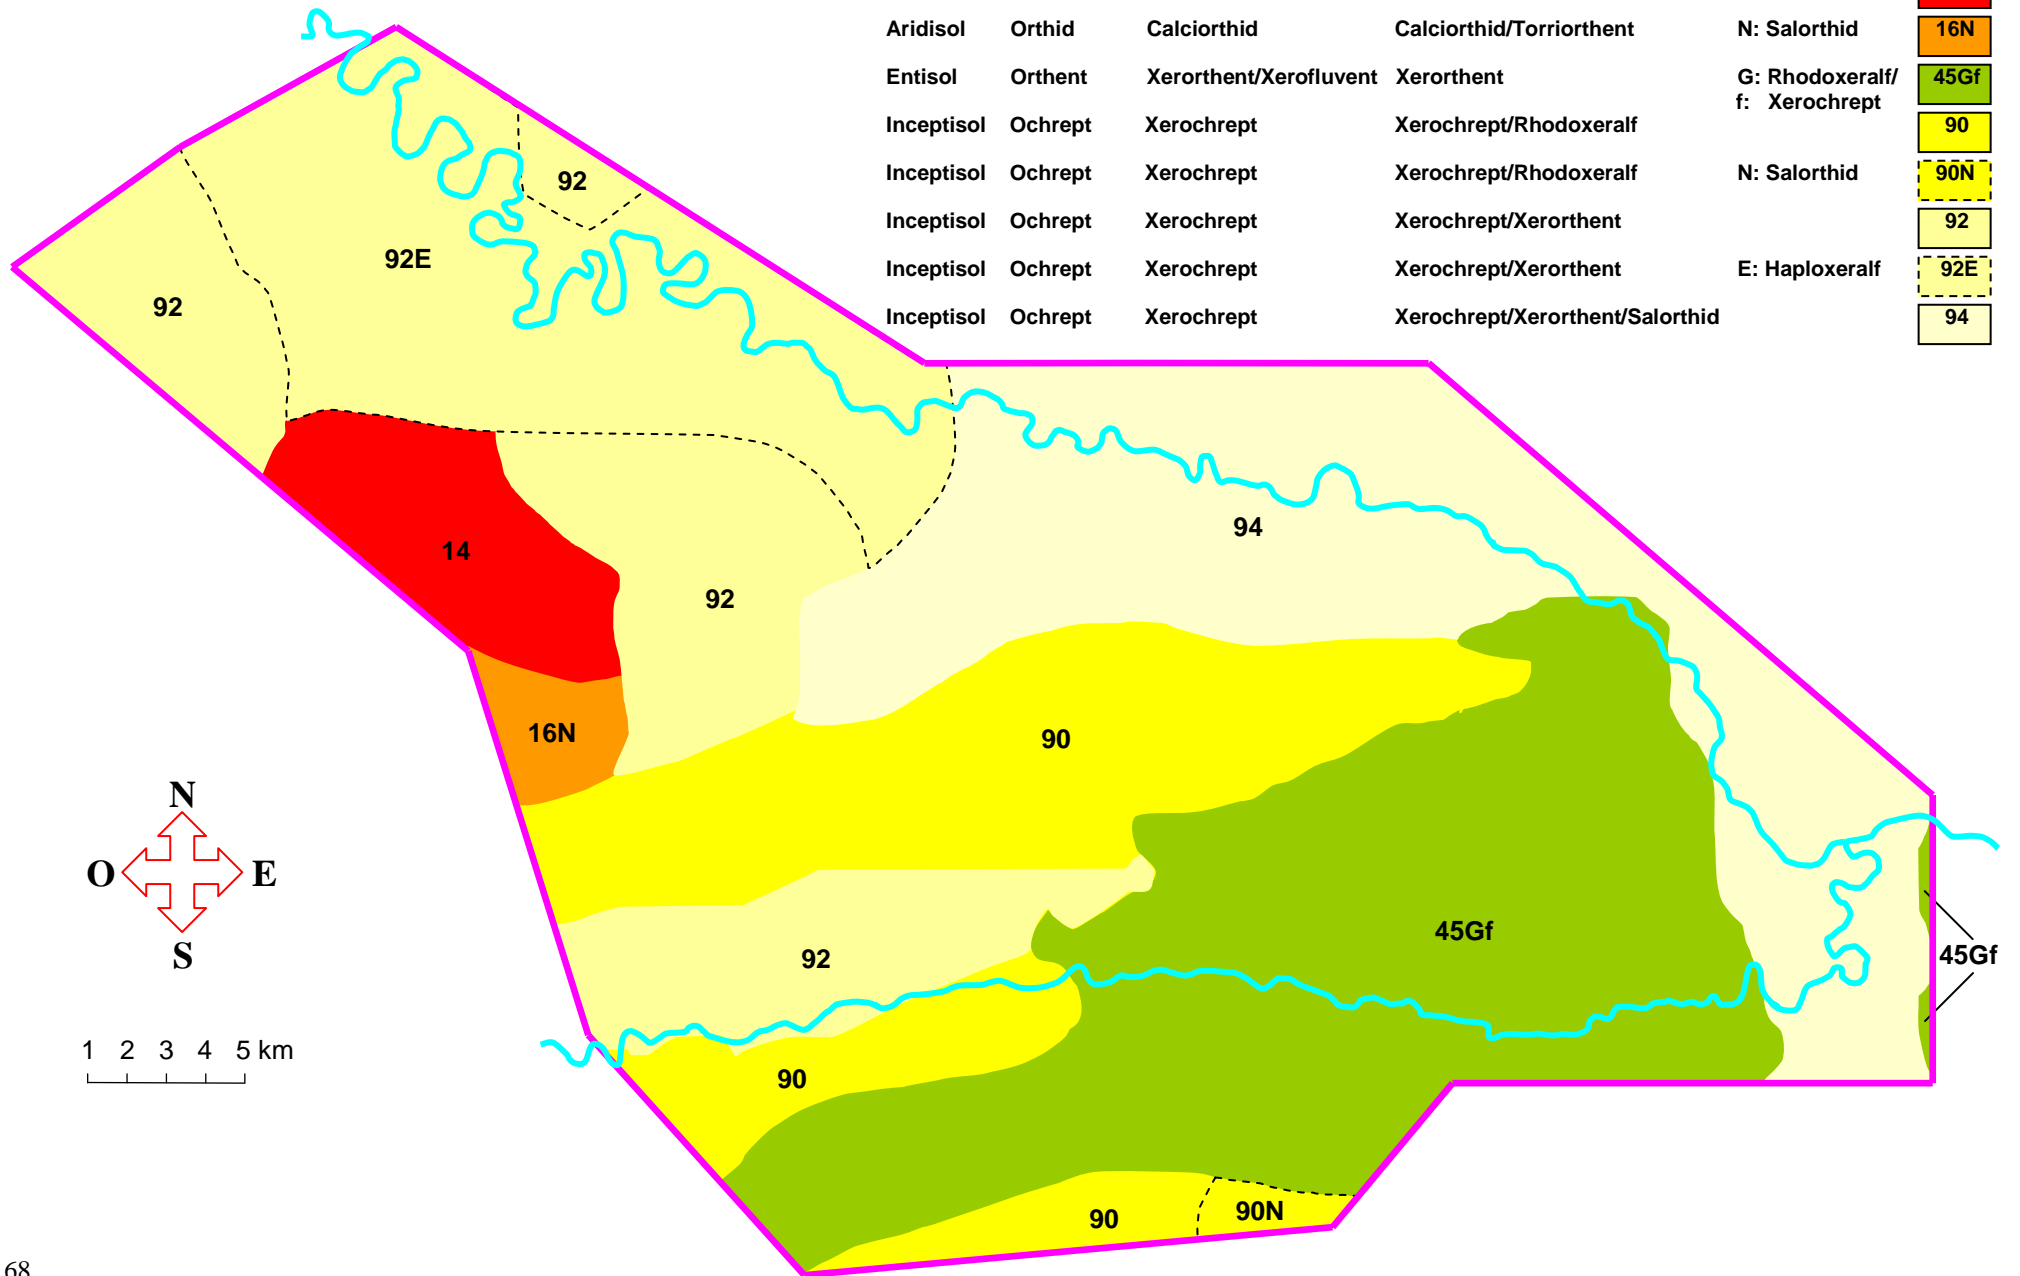 Aridisol Orthid Calciorthid Calciorthid/Torriorthent N: Salorthid 16N
Entisol Orthent Xerorthent/Xerofluvent Xerorthent G: Rhodoxeralf/ 45Gf
f: Xerochrept
Inceptisol Ochrept Xerochrept Xerochrept/Rhodoxeralf 90
Inceptisol Ochrept Xerochrept Xerochrept/Rhodoxeralf N: Salorthid 90N
Inceptisol Ochrept Xerochrept Xerochrept/Xerorthent 92
Inceptisol Ochrept Xerochrept Xerochrept/Xerorthent E: Haploxeralf 92E
Inceptisol Ochrept Xerochrept Xerochrept/Xerorthent/Salorthid 94
92
92E
92
94
14
92
16N
90
N
O E
S
45Gf
45Gf
92
1 2 3 4 5 km
90
90N
90
68